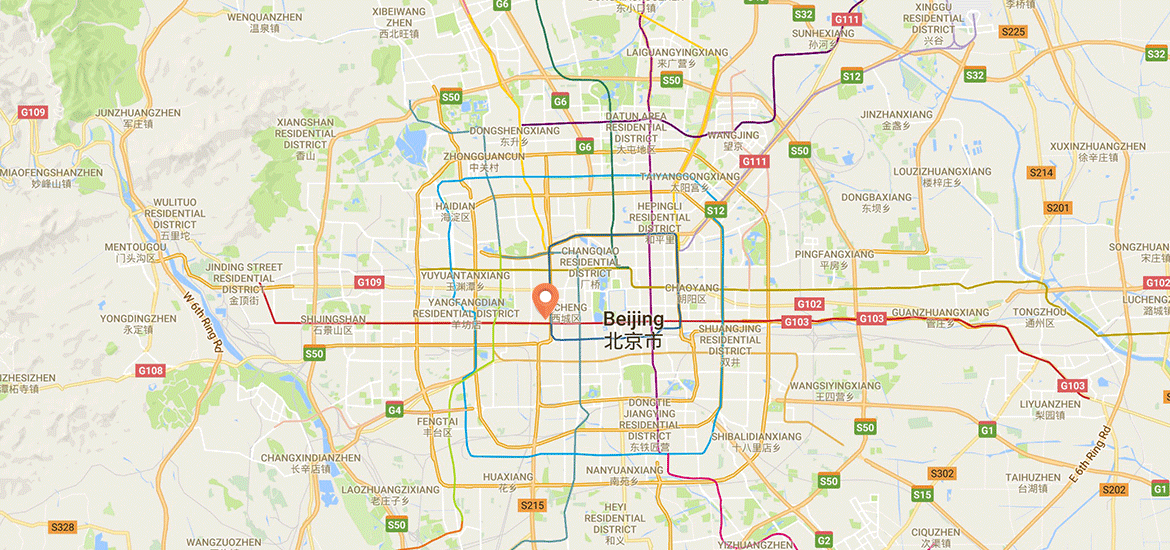 东小口镇
WENQUANZHEN
温泉镇
XIBEIWANG
ZHEN
西北旺镇
S50
S32
G111
SUNHEXIANG
孙河乡
XINGGU
RESIDENTIAL
DISTRICT
兴谷
李桥镇
S225
S32
LAIGUANGYINGXIANG
来广营乡
S50
S12
S32
G109
JUNZHUANGZHEN
军庄镇
S50
G6
XIANGSHAN
RESIDENTIAL
DISTRICT
香山
DONGSHENGXIANG
东升乡
DATUN AREA
RESIDENTIAL
DISTRICT
大屯地区
WANGJING
望京
JINZHANXIANG
金盏乡
G6
ZHONGGUANCUN
中关村
G111
S50
XUXINZHUANGZHEN
徐辛庄镇
MIAOFENGSHANZHEN
妙峰山镇
TAIYANGGONGXIANG
太阳宫乡
LOUZIZHUANGXIANG
楼梓庄乡
S214
WULITUO
RESIDENTIAL
DISTRICT
五里坨
HAIDIAN
海淀区
HEPINGLI
RESIDENTIAL
DISTRICT
和平里
S12
DONGBAXIANG
东坝乡
S201
MENTOUGOU
门头沟区
CHANGQIAO
RESIDENTIAL
DISTRICT
厂桥
PINGFANGXIANG
平房乡
SONGZHUANG
宋庄镇
JINDING STREET
RESIDENTIAL
DISTRICT
金顶街
G109
YUYUANTANXIANG
玉渊潭乡
CHAOYANG
朝阳区
W 6th Ring Rd
YANGFANGDIAN
RESIDENTIAL DISTRICT
羊坊店
CHENG
西城区
G102
G103
G103
GUANZHUANGXIANG
管庄乡
TONGZHOU
通州区
LUCHENGZHEN
潞城镇
YONGDINGZHEN
永定镇
SHIJINGSHAN
石景山区
Beijing
北京市
SHUANGJING
RESIDENTIAL
DISTRICT
双井
S50
G108
潭柘寺镇
WANGSIYINGXIANG
王四营乡
G103
LIYUANZHEN
梨园镇
G4
DONGTIE
JIANGYING
RESIDENTIAL
DISTRICT
东铁匠营
FENGTAI
丰台区
S50
G1
SHIBALIDIANXIANG
十八里店乡
E 6th Ring Rd
CHANGXINDIANZHEN
长辛店镇
HUAXIANG
花乡
NANYUANXIANG
南苑乡
S302
TAIHUZHEN
台湖镇
LAOZHUANGZIXIANG
老庄子乡
S50
S15
S202
G1
S215
HEYI
RESIDENTIAL
DISTRICT
和义
S328
S50
CIQUZHEN
次渠镇
WANGZUOZHEN
YIZHUANGZHEN
G2